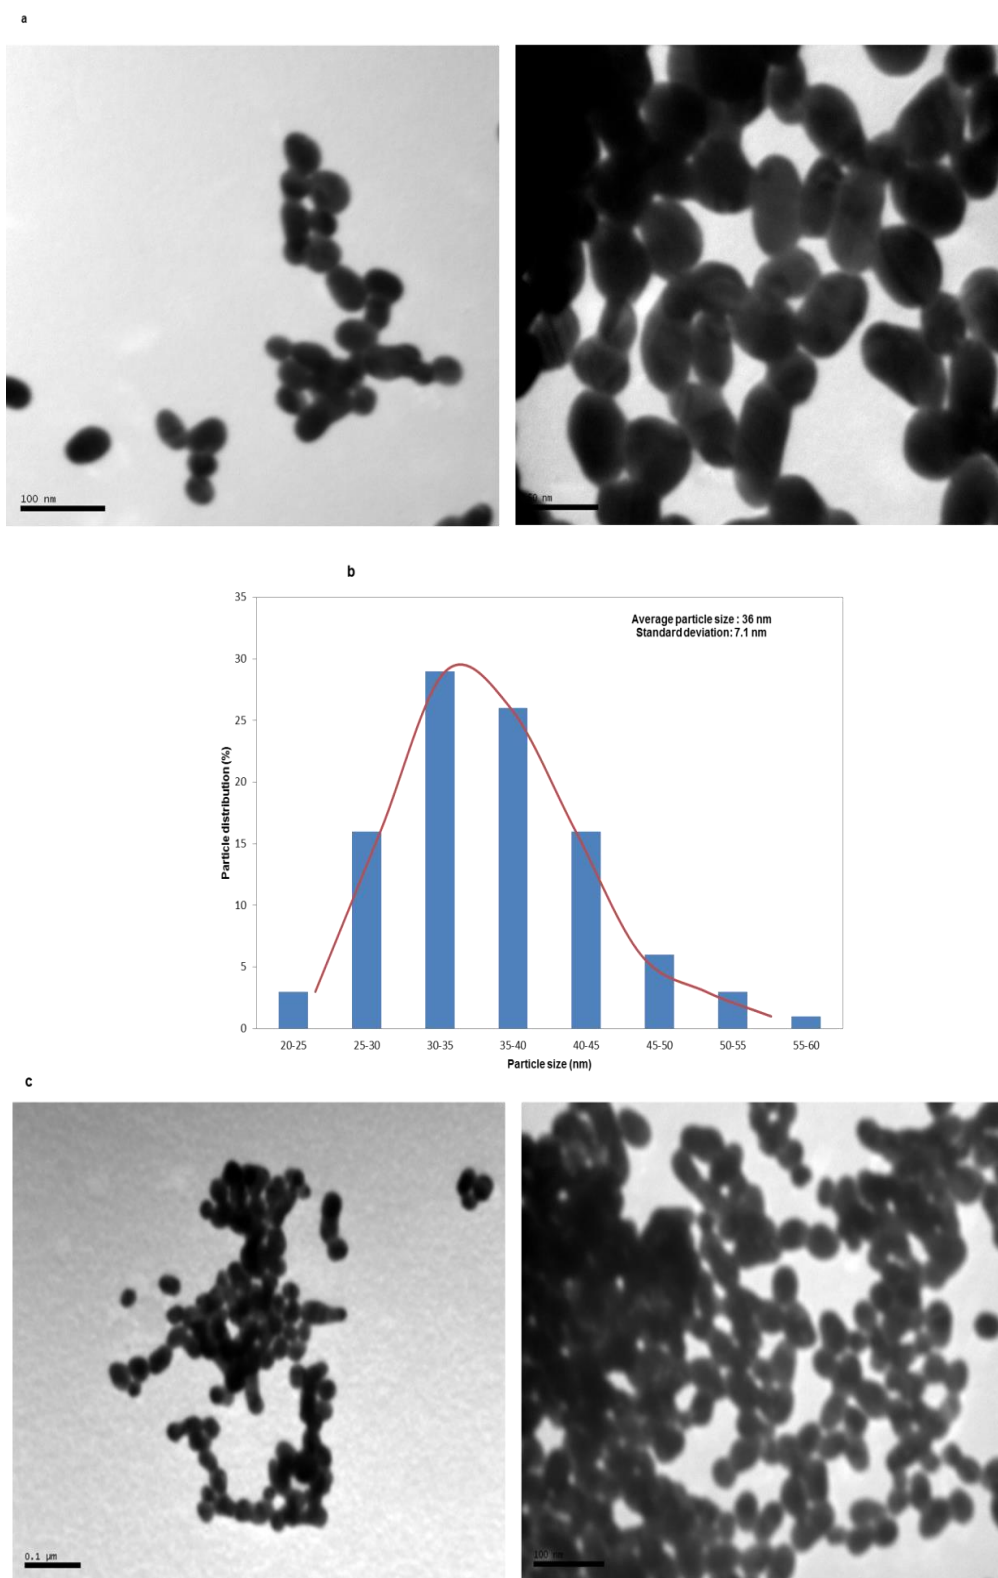 a
100 nm
nm
b
35
30
25
20
15
10
5
0
Average particle size : 36 nm
Standard deviation: 7.1 nm
Particle distribution (%)
20-25
25-30
30-35
35-40
40-45
45-50
50-55
55-60
Particle size (nm)
c
0.1 µm
100 nm